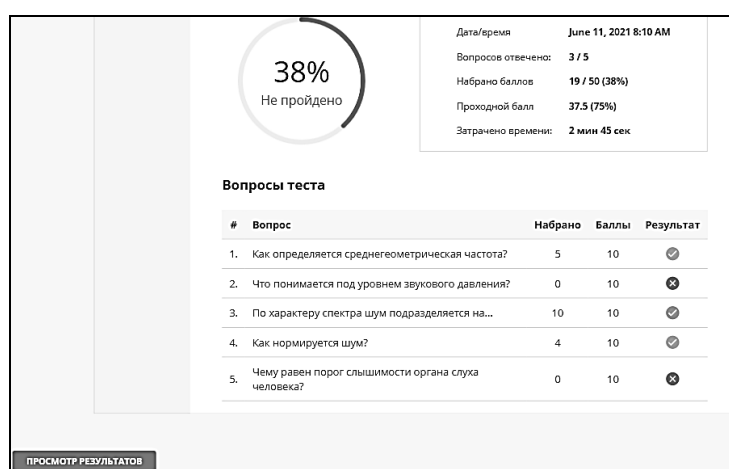 38%
Не пройдено
Дата/время June 11, 2021 8:10 AM
Вопросов отвечено: 3 / 5
Набрано баллов 19 / 50 (38%)
Проходной балл 37.5 (75%)
Затрачено времени: 2 мин 45 сек
Вопросы теста
# Вопрос Набрано Баллы Результат
1. Как определяется среднегеометрическая частота? 5 10
2. Что понимается под уровнем звукового давления? 0 10
3. По характеру спектра шум подразделяется на... 10 10
4. Как нормируется шум? 4 10
5. Чему равен порог слышимости органа слуха
человека? 0 10
ПРОСМОТР РЕЗУЛЬТАТОВ